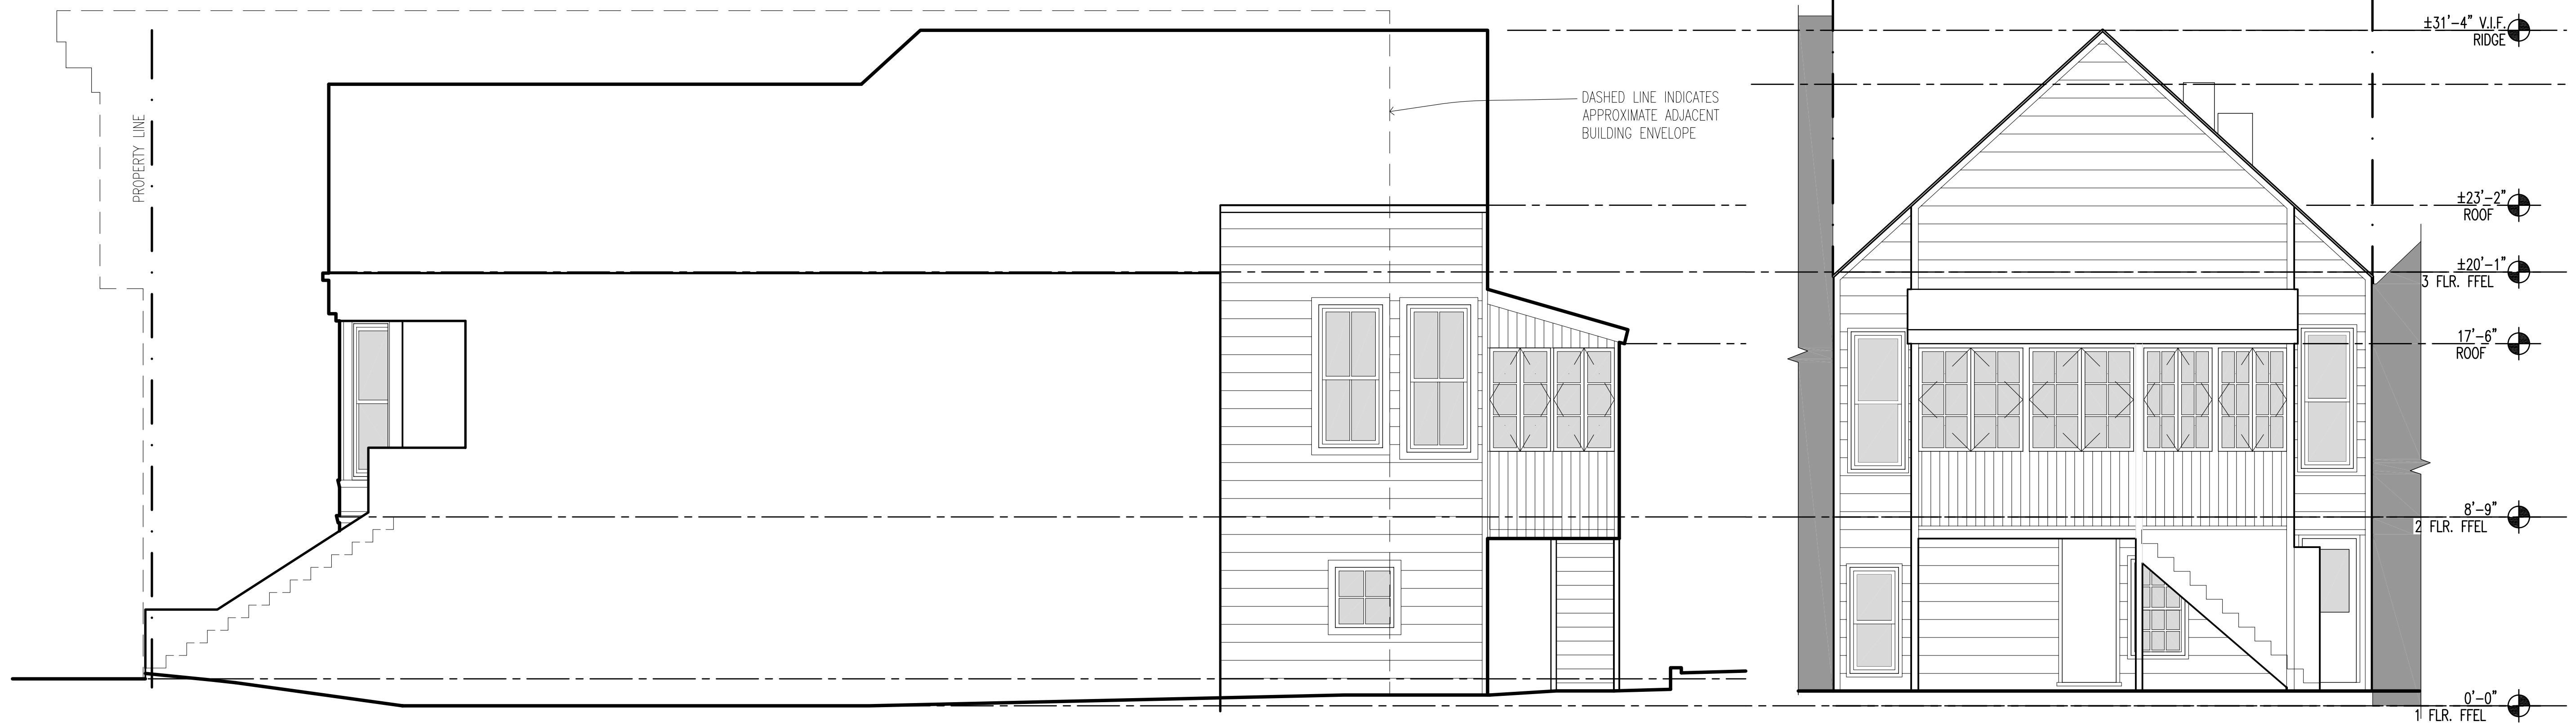 PROPERTY LINE
DASHED LINE INDICATES
APPROXIMATE ADJACENT
BUILDING ENVELOPE
±31'-4" V.I.F.
RIDGE
±23'-2"
ROOF
±20'-1"
3 FLR. FFEL
17'-6"
ROOF
8'-9"
2 FLR. FFEL
0'-0"
1 FLR. FFEL